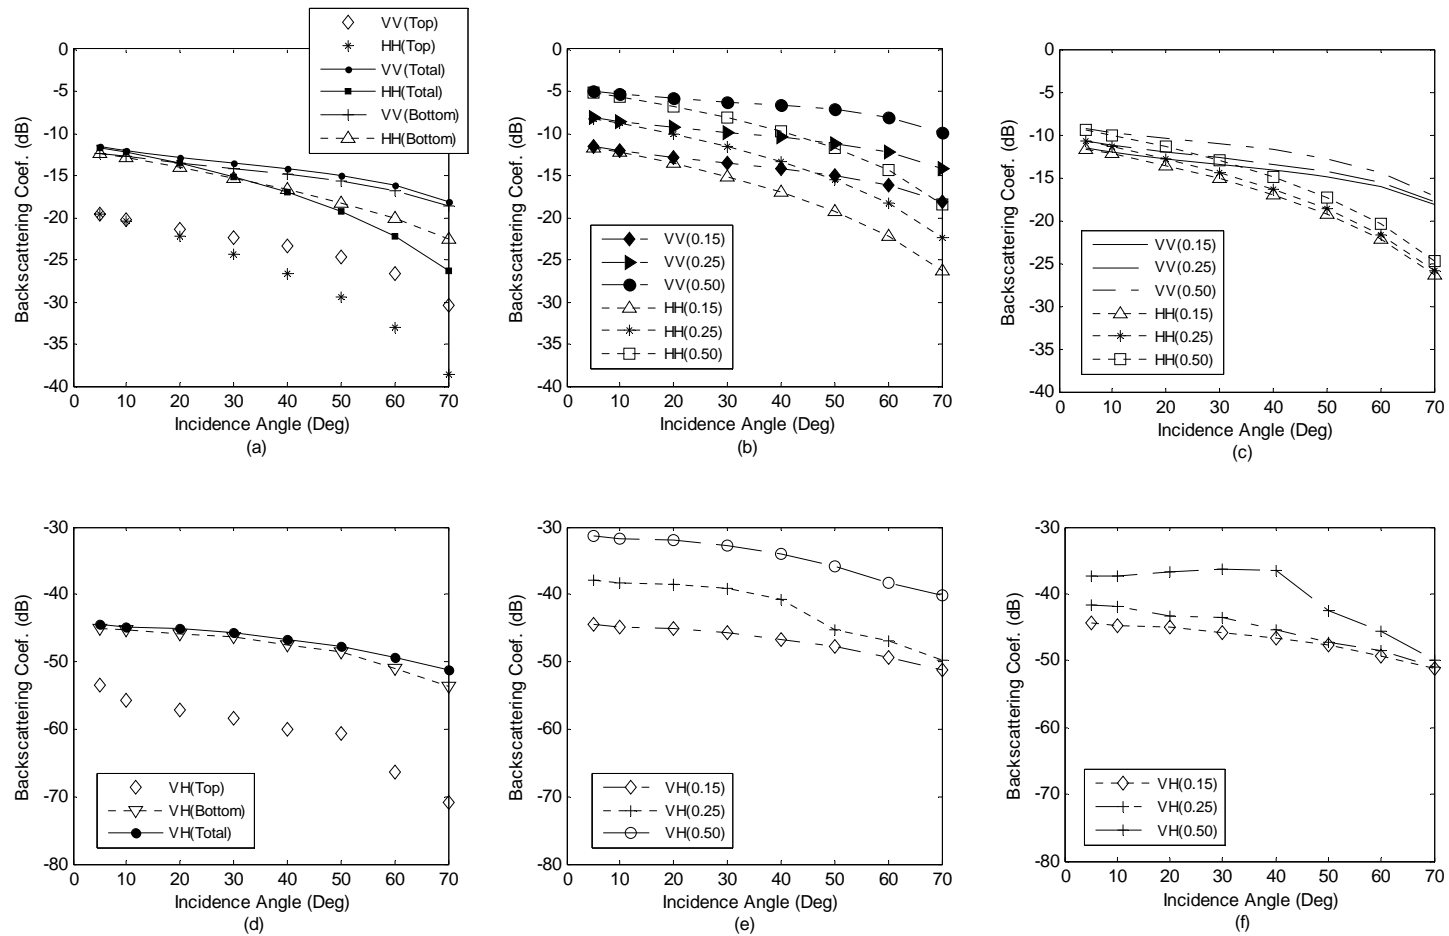 VV(Top)
HH(Top)
VV(Total)
HH(Total)
VV(Bottom)
HH(Bottom)
0
-5
-10
-15
-20
-25
-30
-35
-40
0 10 20 30 40 50 60 70
Backscattering Coef. (dB)
Incidence Angle (Deg)
(a)
0
-5
-10
-15
-20
-25
-30
-35
-40
0 10 20 30 40 50 60 70
Backscattering Coef. (dB)
VV(0.15)
VV(0.25)
VV(0.50)
HH(0.15)
HH(0.25)
HH(0.50)
Incidence Angle (Deg)
(b)
0
-5
-10
-15
-20
-25
-30
-35
-40
0 10 20 30 40 50 60 70
Backscattering Coef. (dB)
VV(0.15)
VV(0.25)
VV(0.50)
HH(0.15)
HH(0.25)
HH(0.50)
Incidence Angle (Deg)
(c)
-30
-40
-50
-60
-70
-80
0 10 20 30 40 50 60 70
Backscattering Coef. (dB)
VH(Top)
VH(Bottom)
VH(Total)
Incidence Angle (Deg)
(d)
-30
-40
-50
-60
-70
-80
0 10 20 30 40 50 60 70
Backscattering Coef. (dB)
VH(0.15)
VH(0.25)
VH(0.50)
Incidence Angle (Deg)
(e)
-30
-40
-50
-60
-70
-80
0 10 20 30 40 50 60 70
Backscattering Coef. (dB)
VH(0.15)
VH(0.25)
VH(0.50)
Incidence Angle (Deg)
(f)